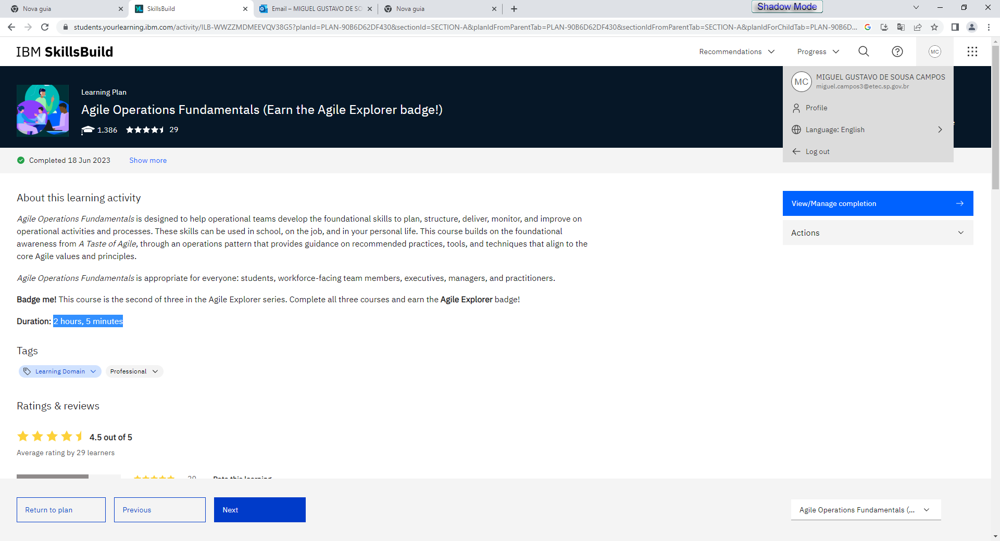 Nova guia
SkillsBuild
Email – MIGUEL GUSTAVO DE SO
Nova guia
Shadow Mode
students.yourlearning.ibm.com/activity/ILB-WWZZMDMEEVQV38G5?planId=PLAN-90B6D62DF430&sectionId=SECTION-A&planIdFromParentTab=PLAN-90B6D62DF430&sectionIdFromParentTab=SECTION-A&planIdForChildTab=PLAN-90B6D...
IBM SkillsBuild
Recommendations
Progress
MC
MC
MIGUEL GUSTAVO DE SOUSA CAMPOS
miguel.campos3@etec.sp.gov.br
Profile
Language: English
Log out
Learning Plan
Agile Operations Fundamentals (Earn the Agile Explorer badge!)
1.386
29
Completed 18 Jun 2023
Show more
About this learning activity
Agile Operations Fundamentals is designed to help operational teams develop the foundational skills to plan, structure, deliver, monitor, and improve on
operational activities and processes. These skills can be used in school, on the job, and in your personal life. This course builds on the foundational
awareness from A Taste of Agile, through an operations pattern that provides guidance on recommended practices, tools, and techniques that align to the
core Agile values and principles.
Agile Operations Fundamentals is appropriate for everyone: students, workforce-facing team members, executives, managers, and practitioners.
Badge me! This course is the second of three in the Agile Explorer series. Complete all three courses and earn the Agile Explorer badge!
Duration: 2 hours, 5 minutes
View/Manage completion
Actions
Tags
Learning Domain
Professional
Ratings & reviews
4.5 out of 5
Average rating by 29 learners
20
Rate this learning
Return to plan
Previous
Next
Agile Operations Fundamentals (...